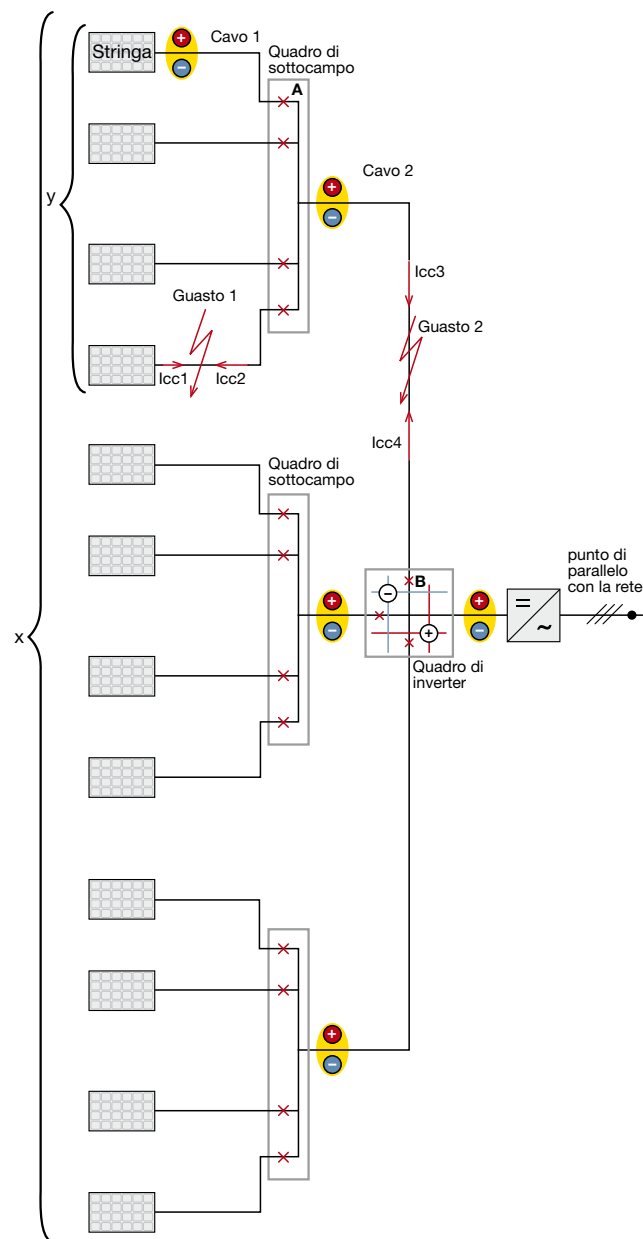 Stringa
+
−
Cavo 1
Quadro di
sottocampo
A
y
+
−
Cavo 2
Icc3
Guasto 1
Guasto 2
Icc1
Icc2
Icc4
Quadro di
sottocampo
x
B
−
+
+
−
+
−
=
~
punto di
parallelo
con la rete
Quadro di
inverter
+
−